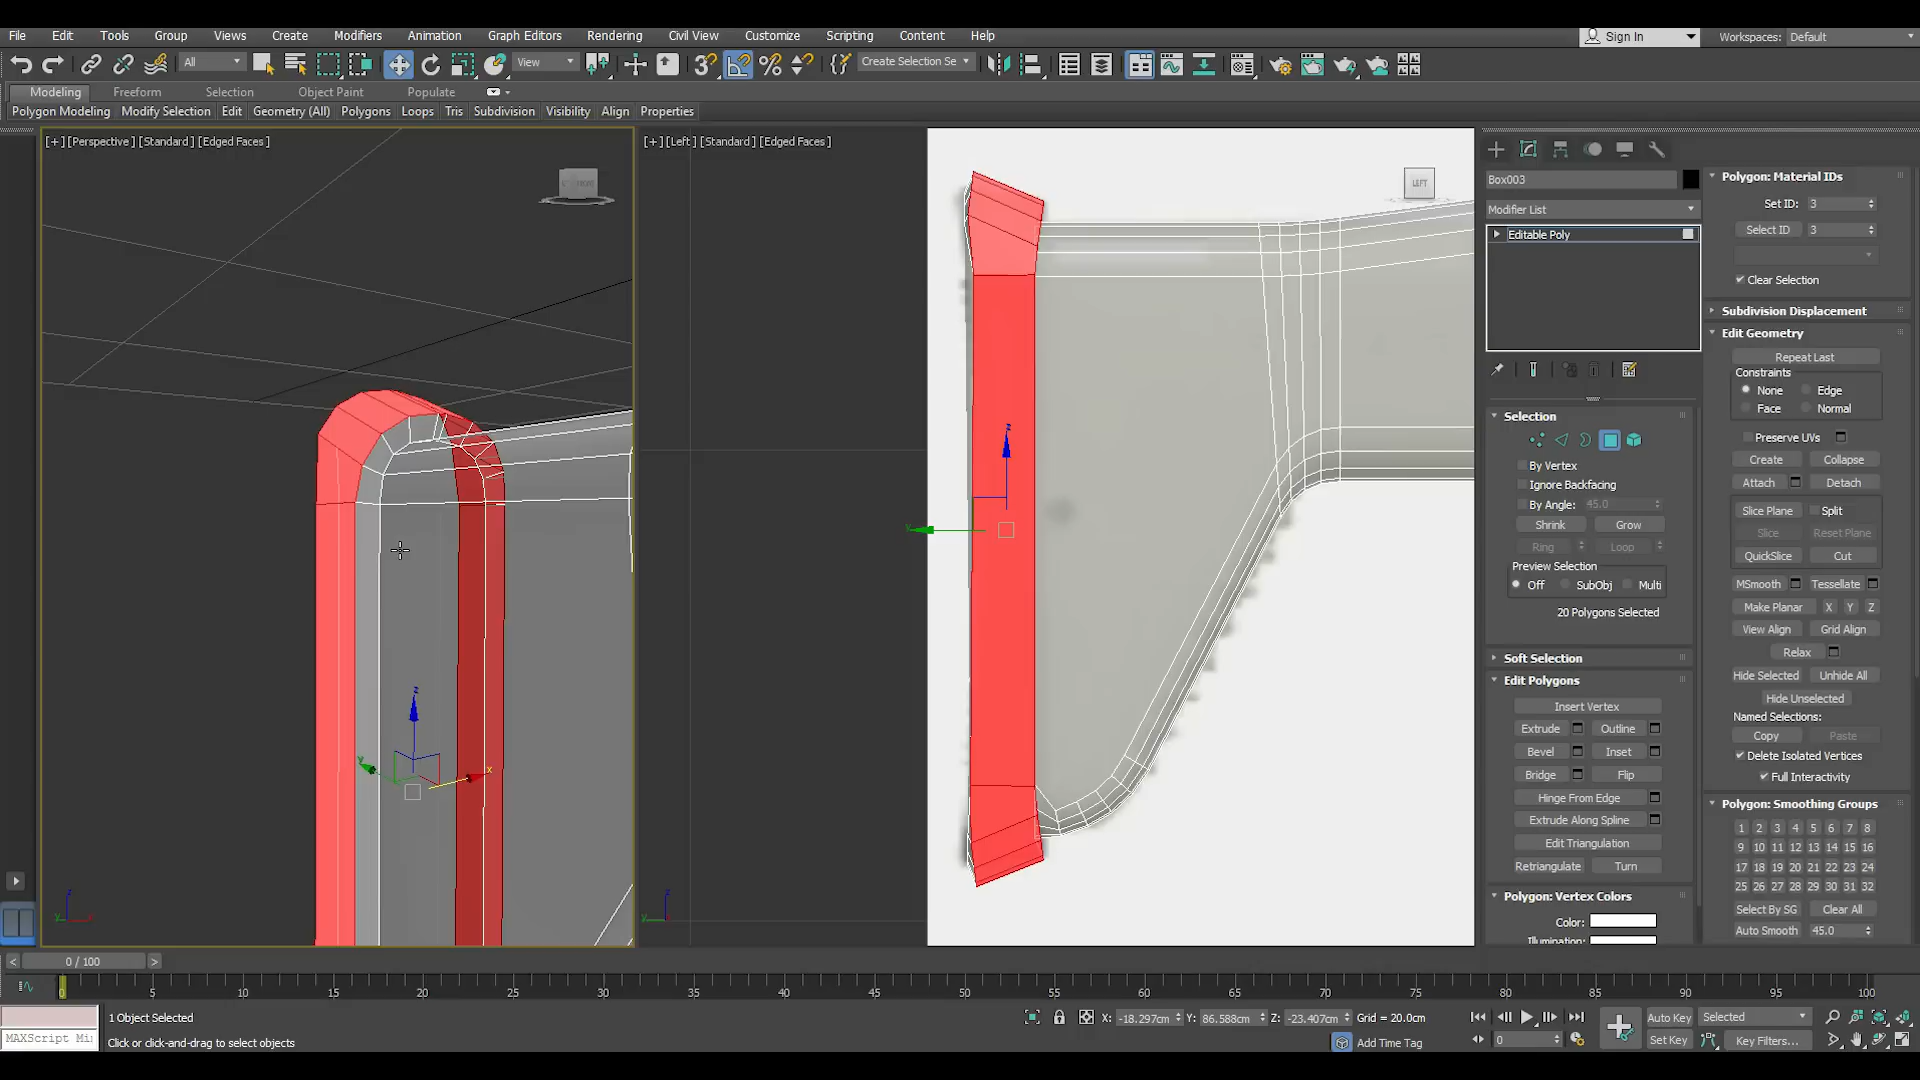 File Edit Tools Group Views Create Modifiers Animation Graph Editors Rendering Civil View Customize Scripting Content Help Sign In Workspaces: Default
All View 3 Create Selection Se
Modeling Freeform Selection Object Paint Populate
Polygon Modeling Modify Selection Edit Geometry (All) Polygons Loops Tris Subdivision Visibility Align Properties
[+] [Perspective ] [Standard ] [Edged Faces ]
[+] [Left ] [Standard ] [Edged Faces ]
LEFT
z
y
x
z
y
Box003
Modifier List
Editable Poly
Selection
By Vertex
Ignore Backfacing
By Angle: 45.0
Shrink Grow
Ring Loop
Preview Selection
Off SubObj Multi
20 Polygons Selected
Soft Selection
Edit Polygons
Insert Vertex
Extrude Outline
Bevel Inset
Bridge Flip
Hinge From Edge
Extrude Along Spline
Edit Triangulation
Retriangulate Turn
Polygon: Vertex Colors
Color:
Illumination:
Polygon: Material IDs
Set ID: 3
Select ID 3
Clear Selection
Subdivision Displacement
Edit Geometry
Repeat Last
Constraints
None Edge
Face Normal
Preserve UVs
Create Collapse
Attach Detach
Slice Plane Split
Slice Reset Plane
QuickSlice Cut
MSmooth Tessellate
Make Planar X Y Z
View Align Grid Align
Relax
Hide Selected Unhide All
Hide Unselected
Named Selections:
Copy Paste
Delete Isolated Vertices
Full Interactivity
Polygon: Smoothing Groups
1 2 3 4 5 6 7 8
9 10 11 12 13 14 15 16
17 18 19 20 21 22 23 24
25 26 27 28 29 30 31 32
Select By SG Clear All
Auto Smooth 45.0
< 0 / 100 >
0 5 10 15 20 25 30 35 40 45 50 55 60 65 70 75 80 85 90 95 100
1 Object Selected X: -18.297cm Y: 86.588cm Z: -23.407cm Grid = 20.0cm Auto Key Selected
MAXScript Mi Click or click-and-drag to select objects Add Time Tag 0 Set Key Key Filters...